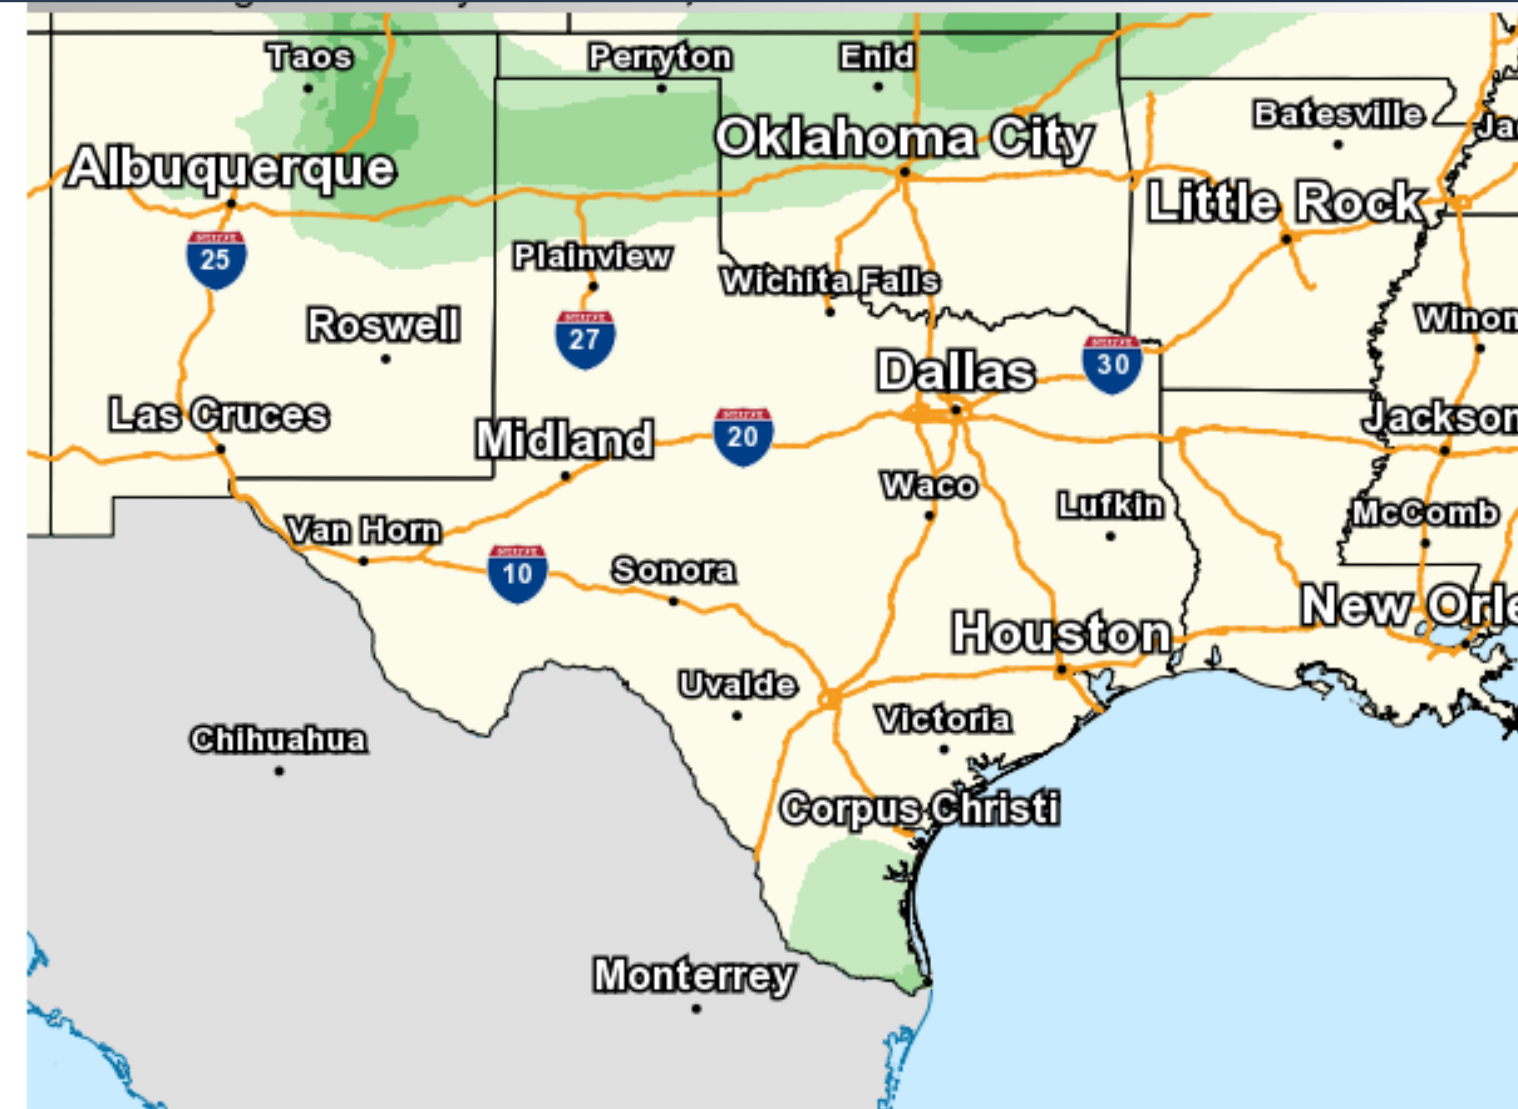 Taos
Perryton
Enid
Batesville
Oklahoma City
Albuquerque
Little Rock
25
Plainview
Wichita Falls
Roswell
27
Dallas
30
Las Cruces
Midland
20
Waco
Lufkin
Jackson
McComb
Van Horn
10
Sonora
Houston
New Orle
Uvalde
Victoria
Chihuahua
Corpus Christi
Monterrey
Winon
Ja